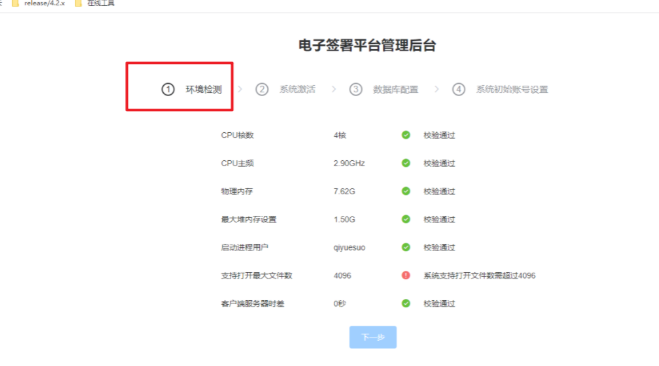 release/4.2.x 在线工具
电子签署平台管理后台
1 环境检测 > 2 系统激活 > 3 数据库配置 > 4 系统初始账号设置
CPU核数 4核 校验通过
CPU主频 2.90GHz 校验通过
物理内存 7.62G 校验通过
最大堆内存设置 1.50G 校验通过
启动进程用户 qiyuesuo 校验通过
支持打开最大文件数 4096 系统支持打开文件数需超过4096
客户端服务器时差 0秒 校验通过
下一步